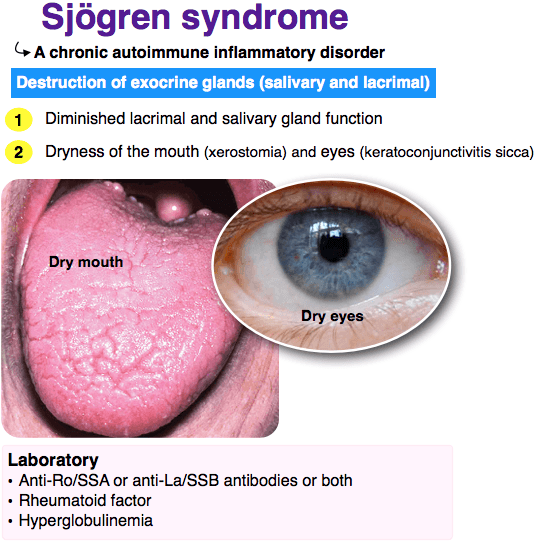 Sjögren syndrome
A chronic autoimmune inflammatory disorder
Destruction of exocrine glands (salivary and lacrimal)
1 Diminished lacrimal and salivary gland function
2 Dryness of the mouth (xerostomia) and eyes (keratoconjunctivitis sicca)
Dry mouth
Dry eyes
Laboratory
• Anti-Ro/SSA or anti-La/SSB antibodies or both
• Rheumatoid factor
• Hyperglobulinemia